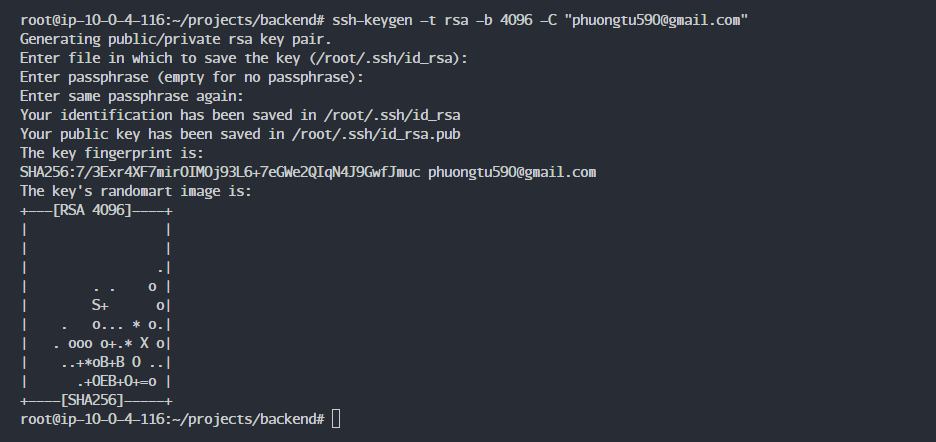 root@ip-10-0-4-116:~/projects/backend# ssh-keygen -t rsa -b 4096 -C "phuongtu590@gmail.com"
Generating public/private rsa key pair.
Enter file in which to save the key (/root/.ssh/id_rsa):
Enter passphrase (empty for no passphrase):
Enter same passphrase again:
Your identification has been saved in /root/.ssh/id_rsa
Your public key has been saved in /root/.ssh/id_rsa.pub
The key fingerprint is:
SHA256:7/3Exr4XF7mirOIMOj93L6+7eGWe2QIqN4J9GwfJmuc phuongtu590@gmail.com
The key's randomart image is:
+---[RSA 4096]----+
|                 |
|                 |
|                .|
|        . .    o |
|        S+      o|
|    .   o... * o.|
|   . ooo o+.* X o|
|    ..+*oB+B O ..|
|      .+OEB+O+=o |
+----[SHA256]-----+
root@ip-10-0-4-116:~/projects/backend#